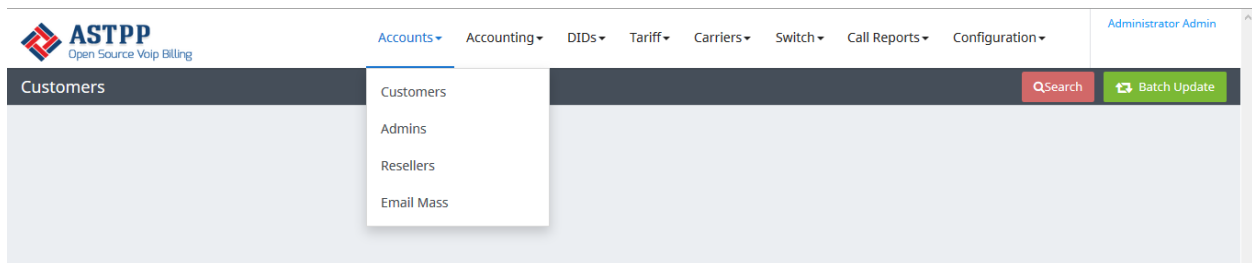 ASTPP
Open Source Voip Billing
Accounts Accounting DIDs Tariff Carriers Switch Call Reports Configuration
Administrator Admin
Customers
Search Batch Update
Customers
Admins
Resellers
Email Mass